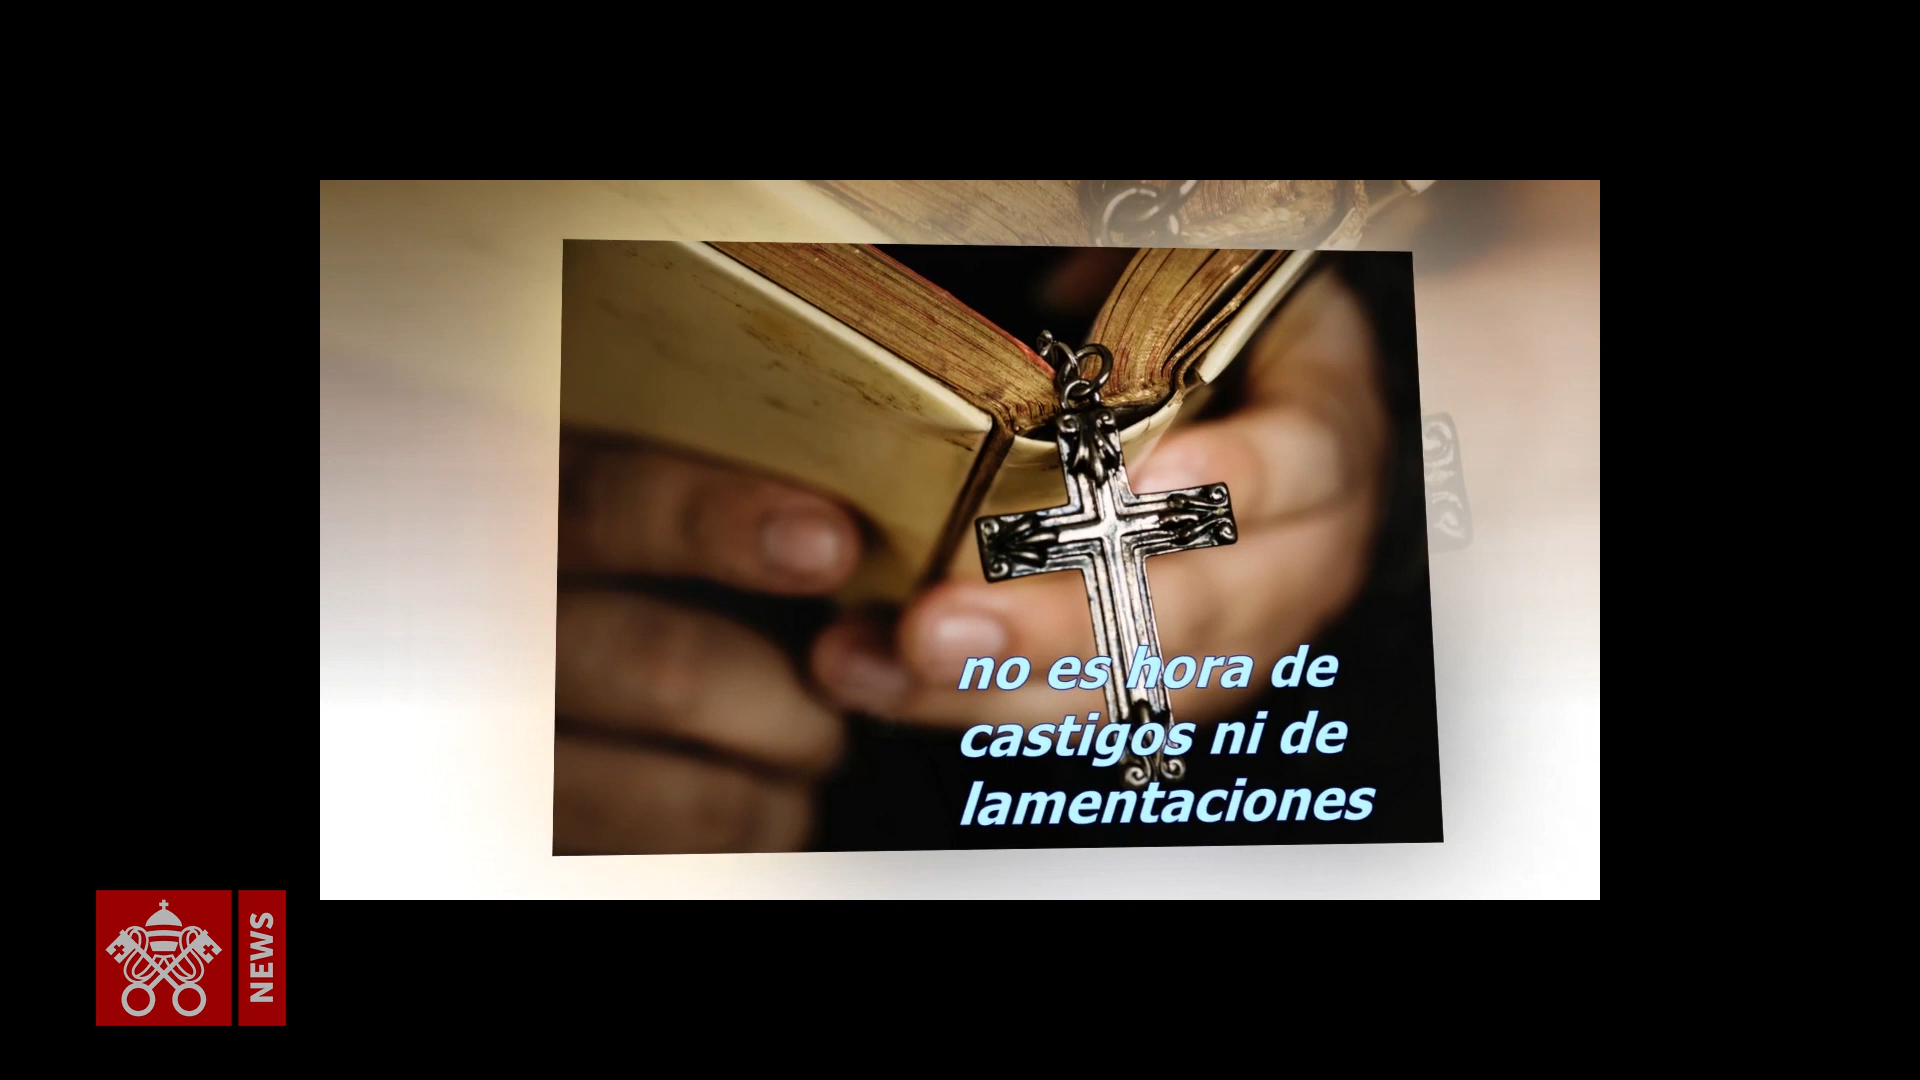 no es hora de
castigos ni de
lamentaciones
NEWS